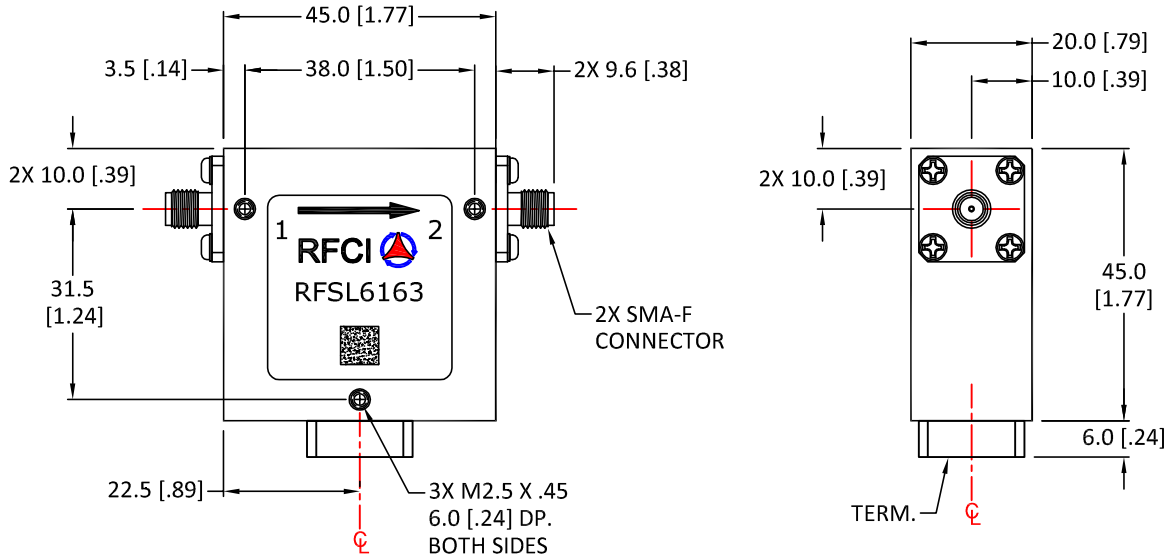 45.0 [1.77]
3.5 [.14]
38.0 [1.50]
2X 9.6 [.38]
2X 10.0 [.39]
1
2
RFCI
RFSL6163
31.5
[1.24]
2X SMA-F
CONNECTOR
22.5 [.89]
3X M2.5 X .45
6.0 [.24] DP.
BOTH SIDES
℄
20.0 [.79]
10.0 [.39]
2X 10.0 [.39]
45.0
[1.77]
6.0 [.24]
TERM.
℄